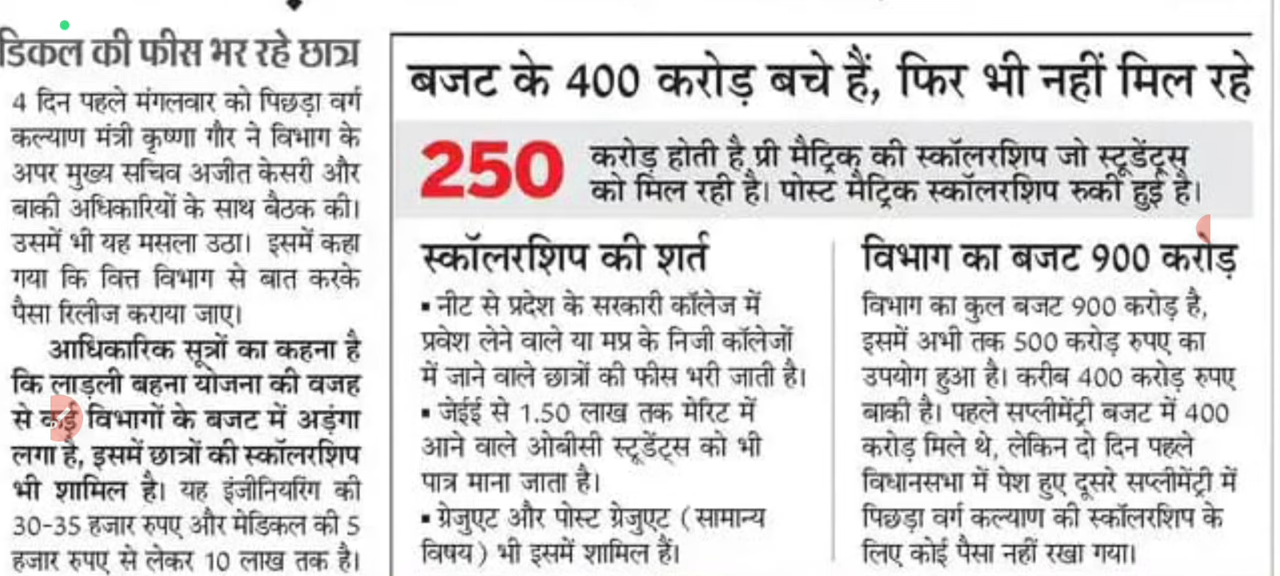 डिकल की फीस भर रहे छात्र
4 दिन पहले मंगलवार को पिछड़ा वर्ग
कल्याण मंत्री कृष्णा गौर ने विभाग के
अपर मुख्य सचिव अजीत केसरी और
बाकी अधिकारियों के साथ बैठक की।
उसमें भी यह मसला उठा। इसमें कहा
गया कि वित्त विभाग से बात करके
पैसा रिलीज कराया जाए।
आधिकारिक सूत्रों का कहना है
कि लाड़ली बहना योजना की वजह
से कई विभागों के बजट में अड़ंगा
लगा है, इसमें छात्रों की स्कॉलरशिप
भी शामिल है। यह इंजीनियरिंग की
30-35 हजार रुपए और मेडिकल की 5
हजार रुपए से लेकर 10 लाख तक है।
बजट के 400 करोड़ बचे हैं, फिर भी नहीं मिल रहे
250 करोड़ होती है प्री मैट्रिक की स्कॉलरशिप जो स्टूडेंट्स
को मिल रही है। पोस्ट मैट्रिक स्कॉलरशिप रुकी हुई है।
स्कॉलरशिप की शर्त
▪ नीट से प्रदेश के सरकारी कॉलेज में
प्रवेश लेने वाले या मप्र के निजी कॉलेजों
में जाने वाले छात्रों की फीस भरी जाती है।
▪ जेईई से 1.50 लाख तक मेरिट में
आने वाले ओबीसी स्टूडेंट्स को भी
पात्र माना जाता है।
▪ ग्रेजुएट और पोस्ट ग्रेजुएट (सामान्य
विषय) भी इसमें शामिल हैं।
विभाग का बजट 900 करोड़
विभाग का कुल बजट 900 करोड़ है,
इसमें अभी तक 500 करोड़ रुपए का
उपयोग हुआ है। करीब 400 करोड़ रुपए
बाकी है। पहले सप्लीमेंट्री बजट में 400
करोड़ मिले थे, लेकिन दो दिन पहले
विधानसभा में पेश हुए दूसरे सप्लीमेंट्री में
पिछड़ा वर्ग कल्याण की स्कॉलरशिप के
लिए कोई पैसा नहीं रखा गया।